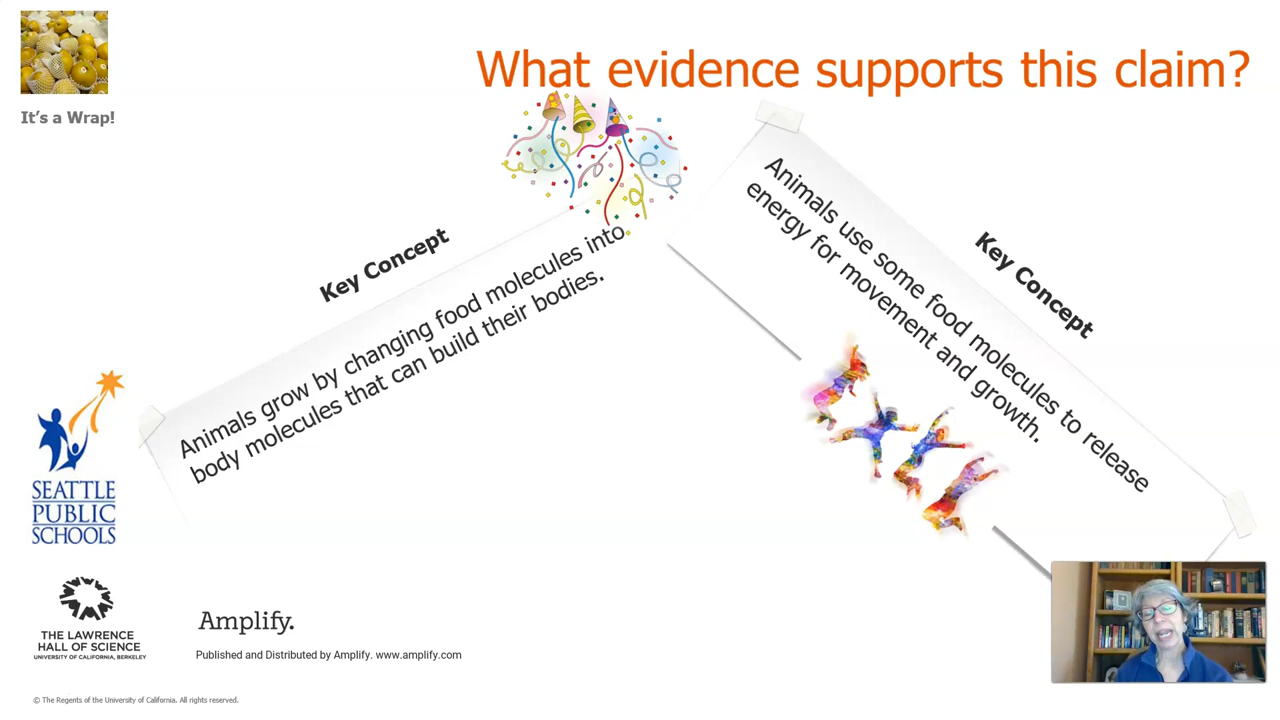 What evidence supports this claim?
It's a Wrap!
Key Concept
Animals grow by changing food molecules into
body molecules that can build their bodies.
Key Concept
Animals use some food molecules to release
energy for movement and growth.
SEATTLE
PUBLIC
SCHOOLS
THE LAWRENCE
HALL OF SCIENCE
UNIVERSITY OF CALIFORNIA, BERKELEY
Amplify.
Published and Distributed by Amplify. www.amplify.com
© The Regents of the University of California. All rights reserved.